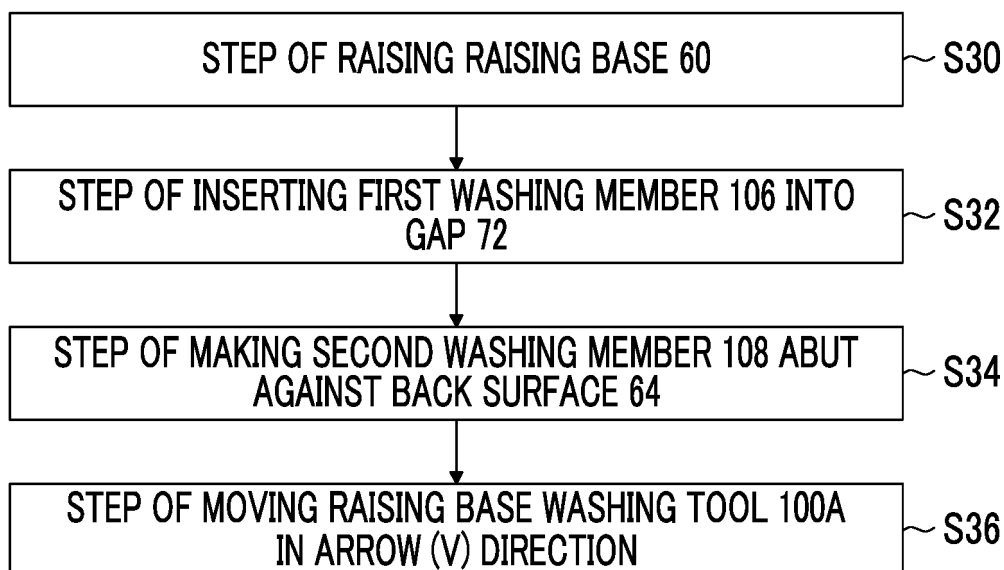 STEP OF RAISING RAISING BASE 60
S30
STEP OF INSERTING FIRST WASHING MEMBER 106 INTO
GAP 72
S32
STEP OF MAKING SECOND WASHING MEMBER 108 ABUT
AGAINST BACK SURFACE 64
S34
STEP OF MOVING RAISING BASE WASHING TOOL 100A
IN ARROW (V) DIRECTION
S36